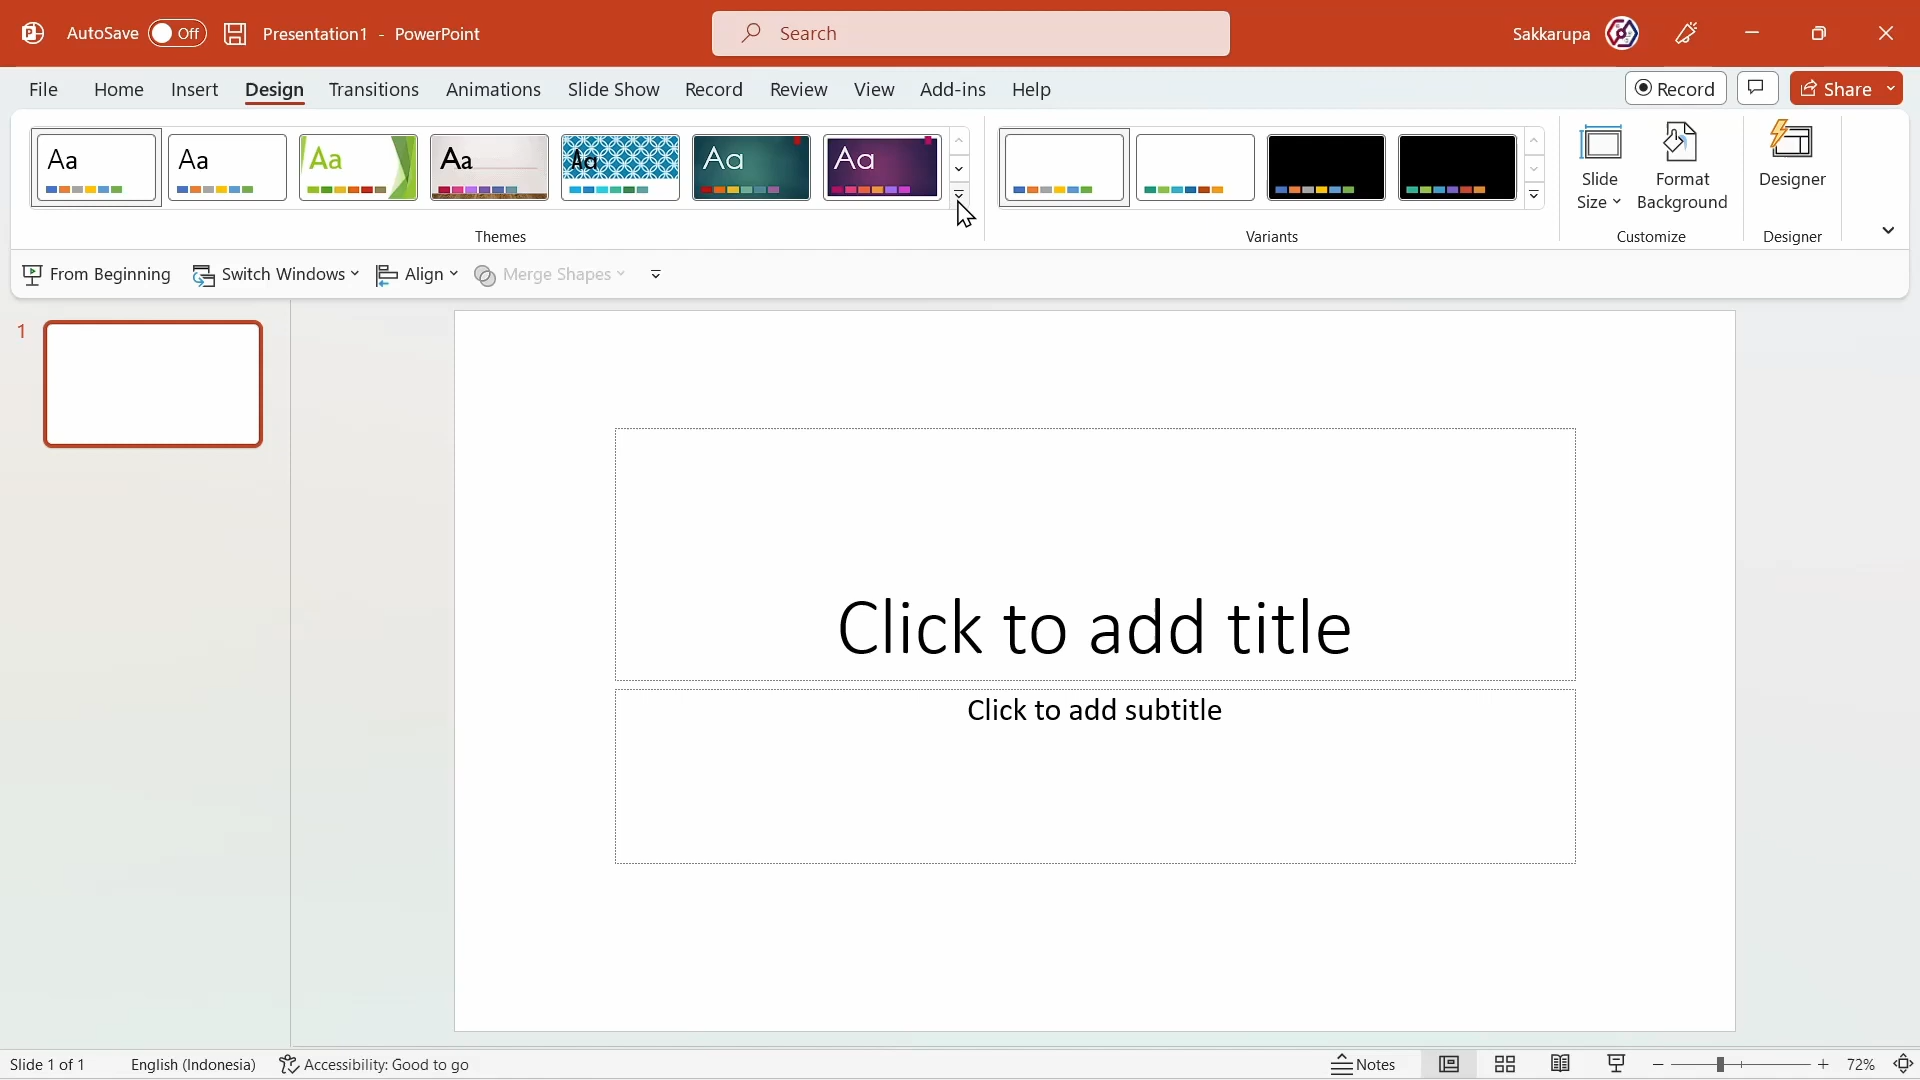 AutoSave Off Presentation1 - PowerPoint Search Sakkarupa
File Home Insert Design Transitions Animations Slide Show Record Review View Add-ins Help Record Share
Aa Aa Aa Aa Aa Aa Aa
Slide Size
Format Background
Designer
Themes Variants Customize Designer
From Beginning Switch Windows Align Merge Shapes
1
Click to add title
Click to add subtitle
Slide 1 of 1 English (Indonesia) Accessibility: Good to go Notes 72%